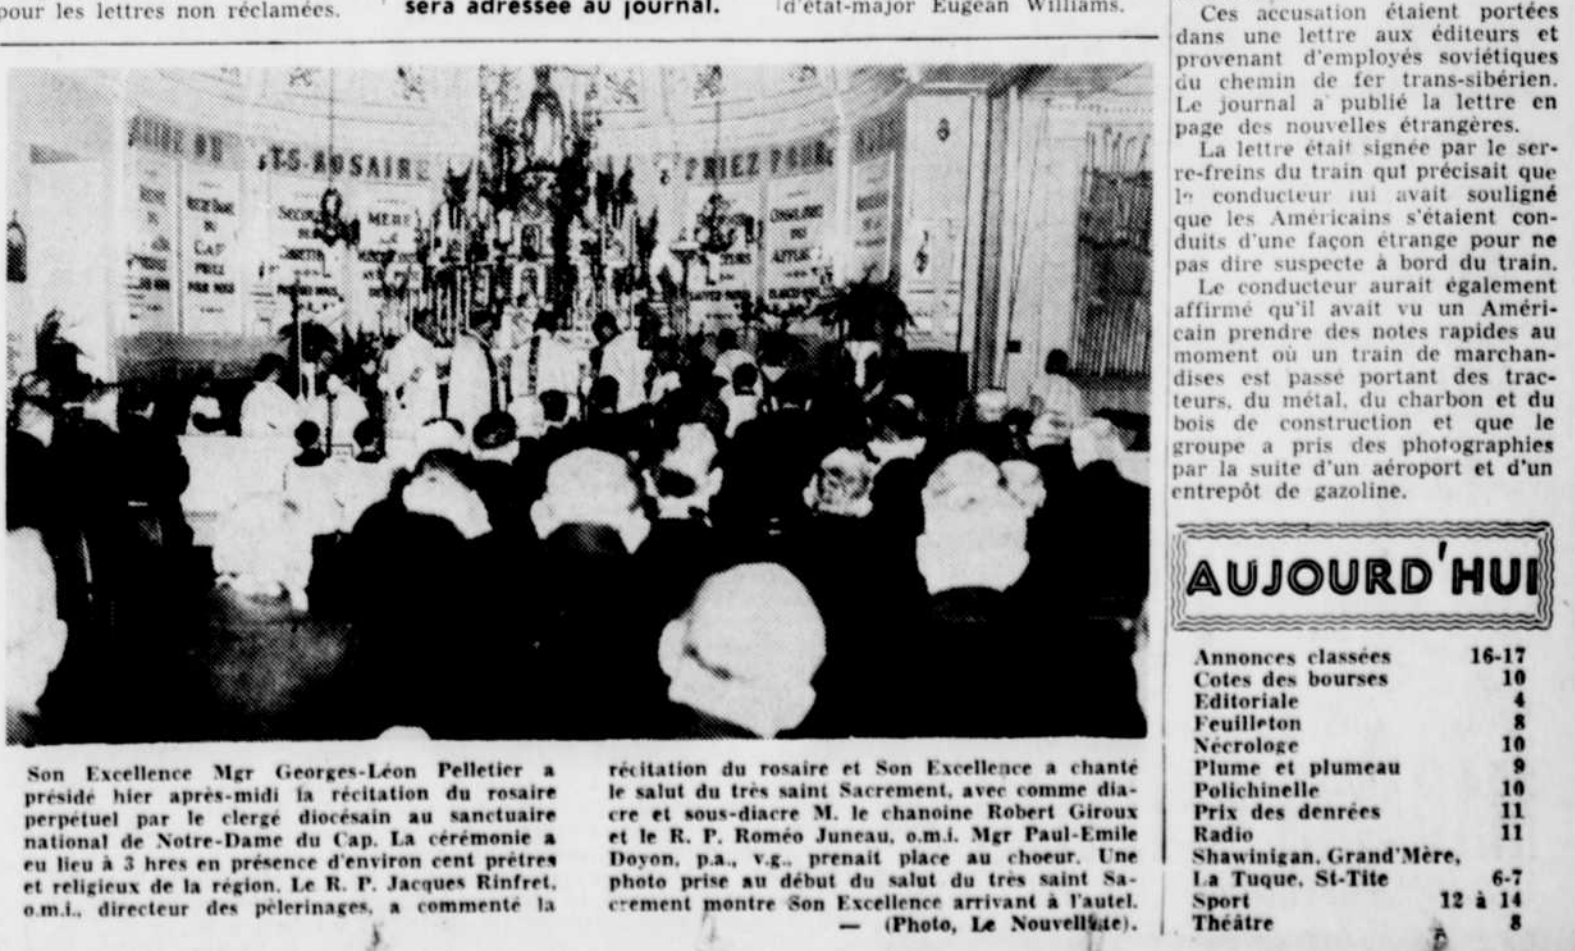 pour les lettres non réclamées.
sera adressée au journal.
d'état-major Eugean Williams.
T.S. ROSAIRE
PRIEZ POUR
MERE
CAP
PRIEZ
POUR NOUS
Son Excellence Mgr Georges-Léon Pelletier a
présidé hier après-midi la récitation du rosaire
perpétuel par le clergé diocésain au sanctuaire
national de Notre-Dame du Cap. La cérémonie a
eu lieu à 3 hres en présence d'environ cent prêtres
et religieux de la région. Le R. P. Jacques Rinfret,
o.m.i., directeur des pèlerinages, a commenté la
récitation du rosaire et Son Excellence a chanté
le salut du très saint Sacrement, avec comme dia-
cre et sous-diacre M. le chanoine Robert Giroux
et le R. P. Roméo Juneau, o.m.i. Mgr Paul-Emile
Doyon, p.a., v.g., prenait place au choeur. Une
photo prise au début du salut du très saint Sa-
crement montre Son Excellence arrivant à l'autel.
— (Photo, Le Nouvelliste).
Ces accusation étaient portées
dans une lettre aux éditeurs et
provenant d'employés soviétiques
du chemin de fer trans-sibérien.
Le journal a publié la lettre en
page des nouvelles étrangères.
La lettre était signée par le ser-
re-freins du train qui précisait que
le conducteur lui avait souligné
que les Américains s'étaient con-
duits d'une façon étrange pour ne
pas dire suspecte à bord du train.
Le conducteur aurait également
affirmé qu'il avait vu un Améri-
cain prendre des notes rapides au
moment où un train de marchan-
dises est passé portant des trac-
teurs, du métal, du charbon et du
bois de construction et que le
groupe a pris des photographies
par la suite d'un aéroport et d'un
entrepôt de gazoline.
AUJOURD'HUI
Annonces classées 16-17
Cotes des bourses 10
Editoriale 4
Feuilleton 8
Nécrologe 10
Plume et plumeau 9
Polichinelle 10
Prix des denrées 11
Radio 11
Shawinigan, Grand'Mère,
La Tuque, St-Tite 6-7
Sport 12 à 14
Théâtre 8